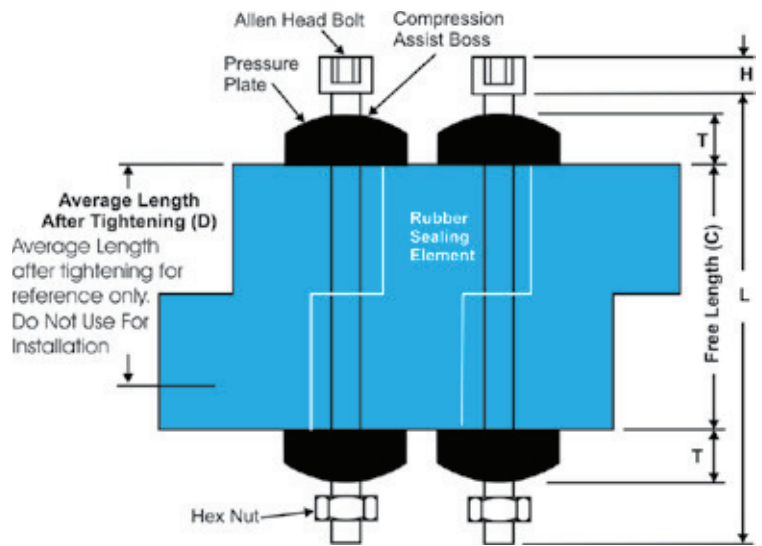 Allen Head Bolt
Compression
Assist Boss
Pressure
Plate
H
T
Average Length
After Tightening (D)
Average Length
after tightening for
reference only.
Do Not Use For
Installation
Rubber
Sealing
Element
Free Length (C)
L
T
Hex Nut